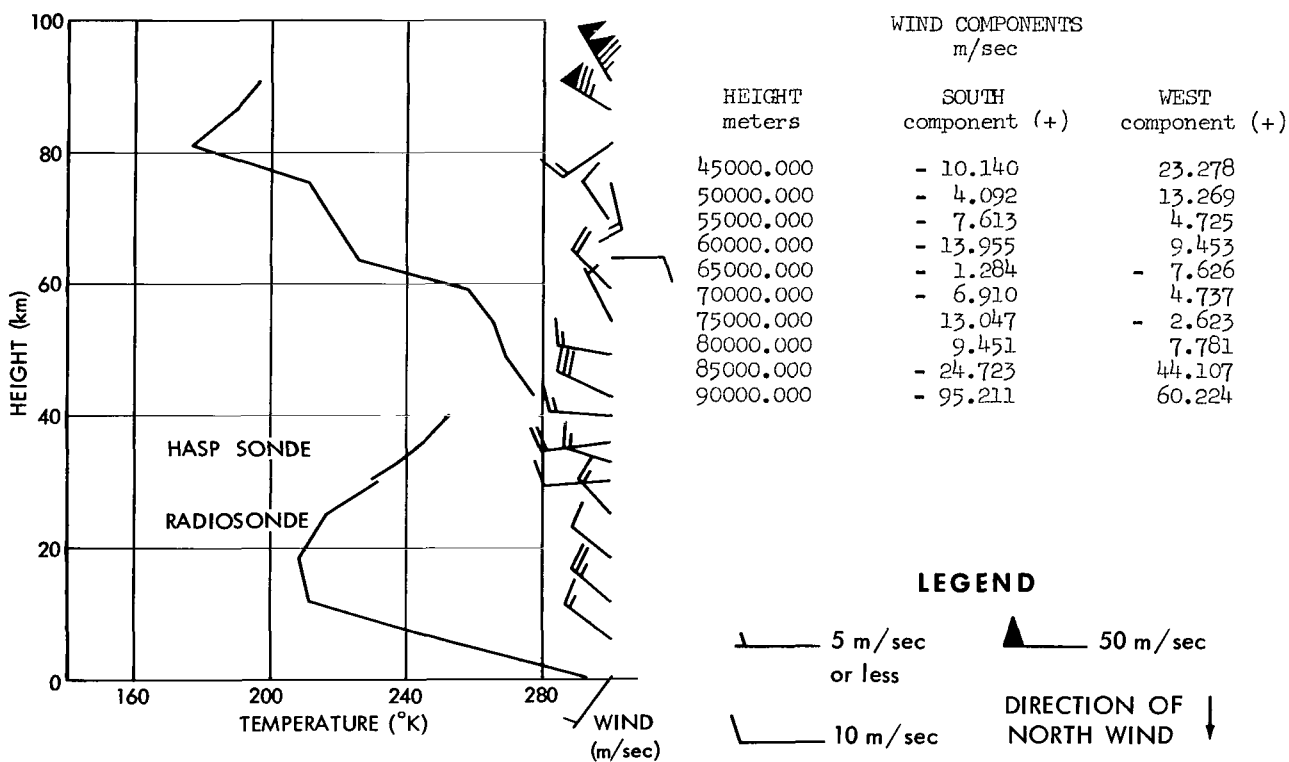 100
80
60
40
20
0
HEIGHT (km)
HASP SONDE
RADIOSONDE
160 200 240 280
TEMPERATURE (°K)
WIND
(m/sec)
WIND COMPONENTS
m/sec
HEIGHT SOUTH WEST
meters component (+) component (+)
45000.000 - 10.140 23.278
50000.000 - 4.092 13.269
55000.000 - 7.613 4.725
60000.000 - 13.955 9.453
65000.000 - 1.284 - 7.626
70000.000 - 6.910 4.737
75000.000 13.047 - 2.623
80000.000 9.451 7.781
85000.000 - 24.723 44.107
90000.000 - 95.211 60.224
LEGEND
5 m/sec
or less
50 m/sec
10 m/sec
DIRECTION OF
NORTH WIND